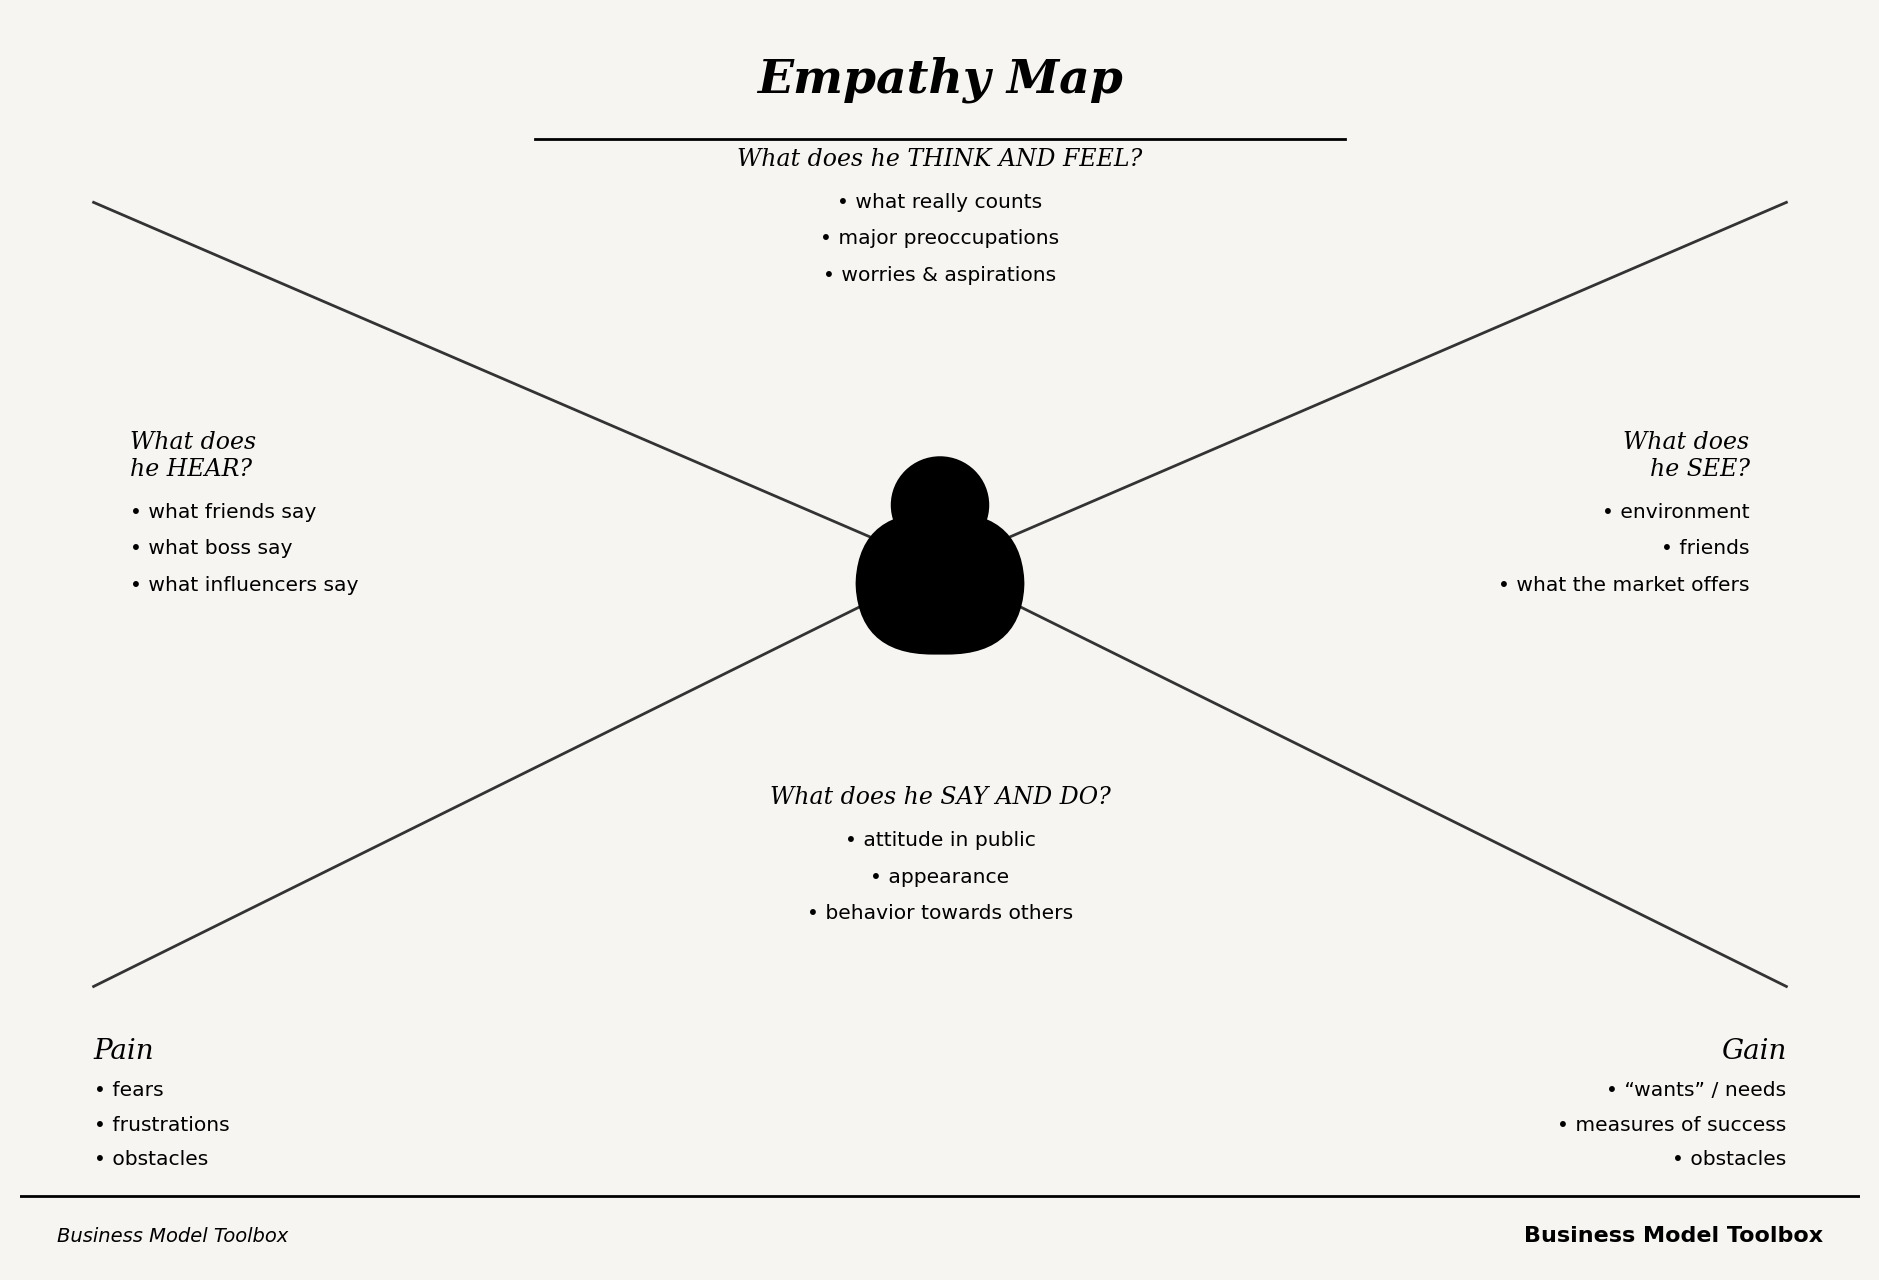 Empathy Map
What does he THINK AND FEEL?
• what really counts
• major preoccupations
• worries & aspirations
What does
he HEAR?
• what friends say
• what boss say
• what influencers say
What does
he SEE?
• environment
• friends
• what the market offers
What does he SAY AND DO?
• attitude in public
• appearance
• behavior towards others
Pain
• fears
• frustrations
• obstacles
Gain
• “wants” / needs
• measures of success
• obstacles
Business Model Toolbox
Business Model Toolbox